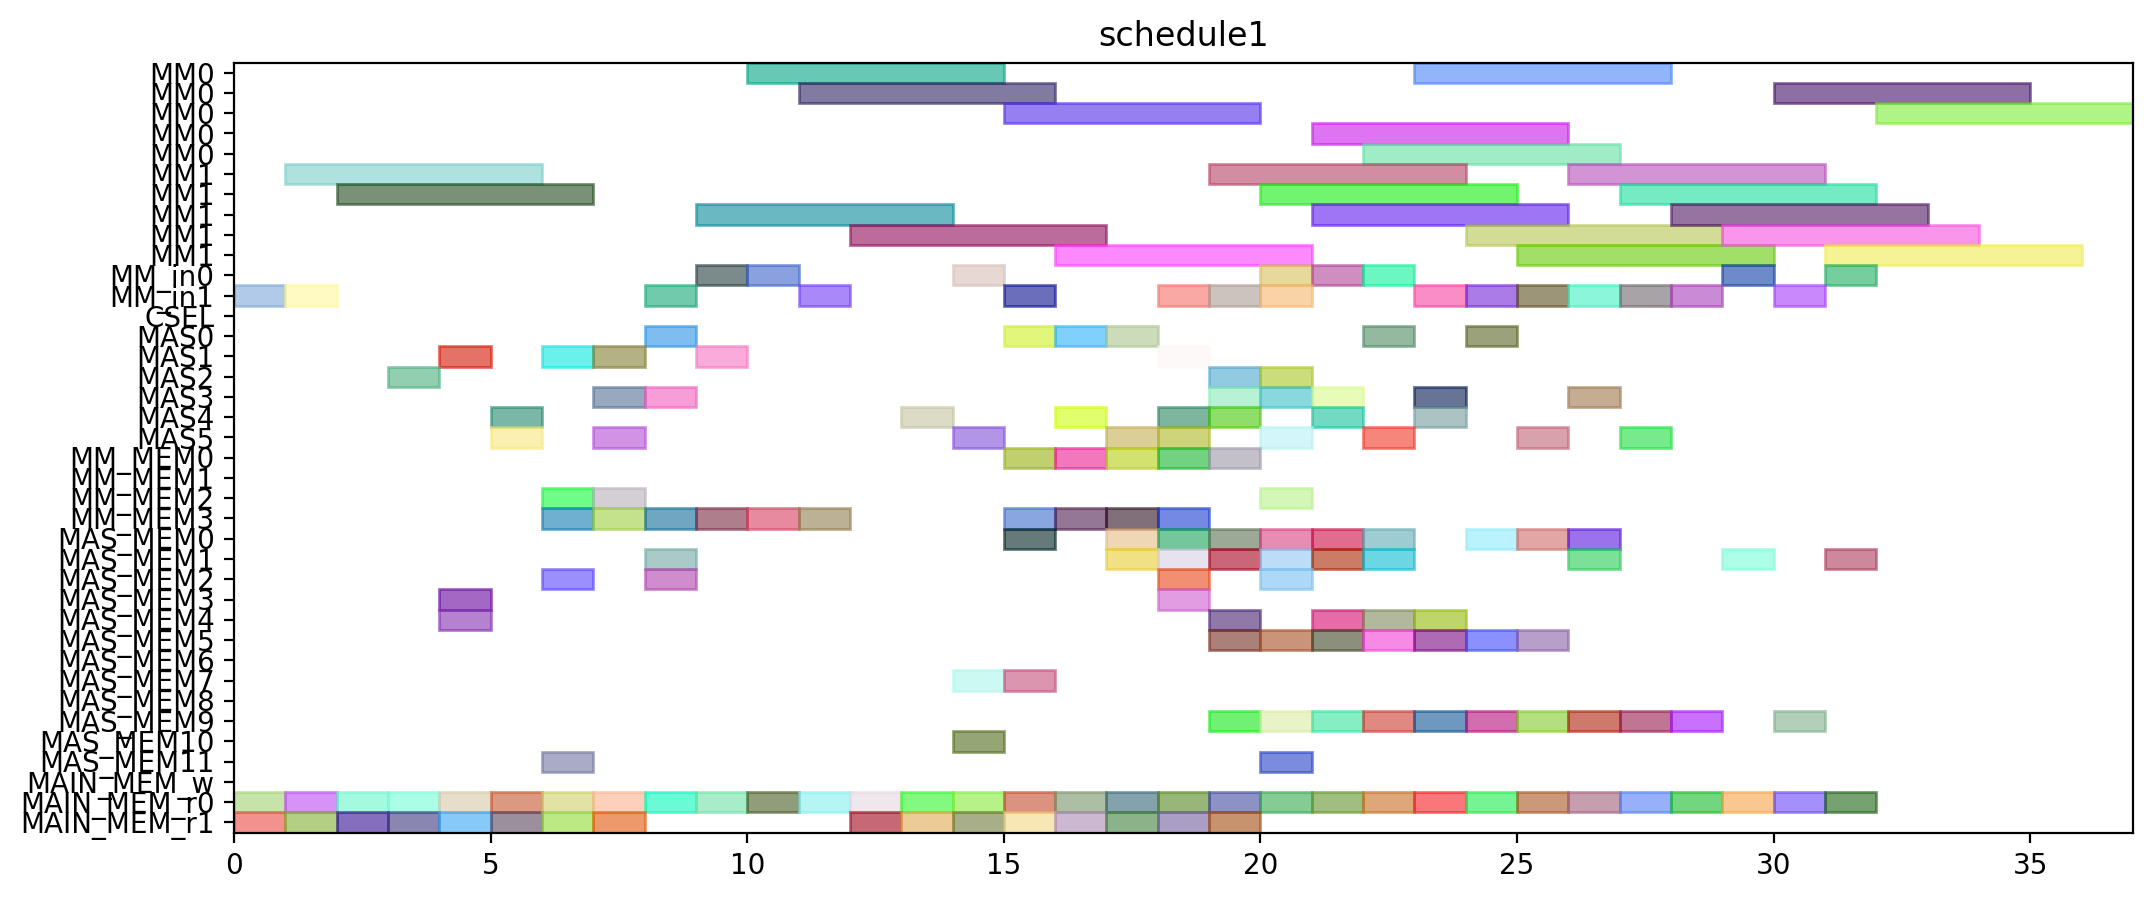 schedule1
MM0
MM0
MM0
MM0
MM0
MM1
MM1
MM1
MM1
MM1
MM_in0
MM_in1
CSEL
MAS0
MAS1
MAS2
MAS3
MAS4
MAS5
MM_MEM0
MM_MEM1
MM_MEM2
MM_MEM3
MAS_MEM0
MAS_MEM1
MAS_MEM2
MAS_MEM3
MAS_MEM4
MAS_MEM5
MAS_MEM6
MAS_MEM7
MAS_MEM8
MAS_MEM9
MAS_MEM10
MAS_MEM11
MAIN_MEM_w
MAIN_MEM_r0
MAIN_MEM_r1
0 5 10 15 20 25 30 35